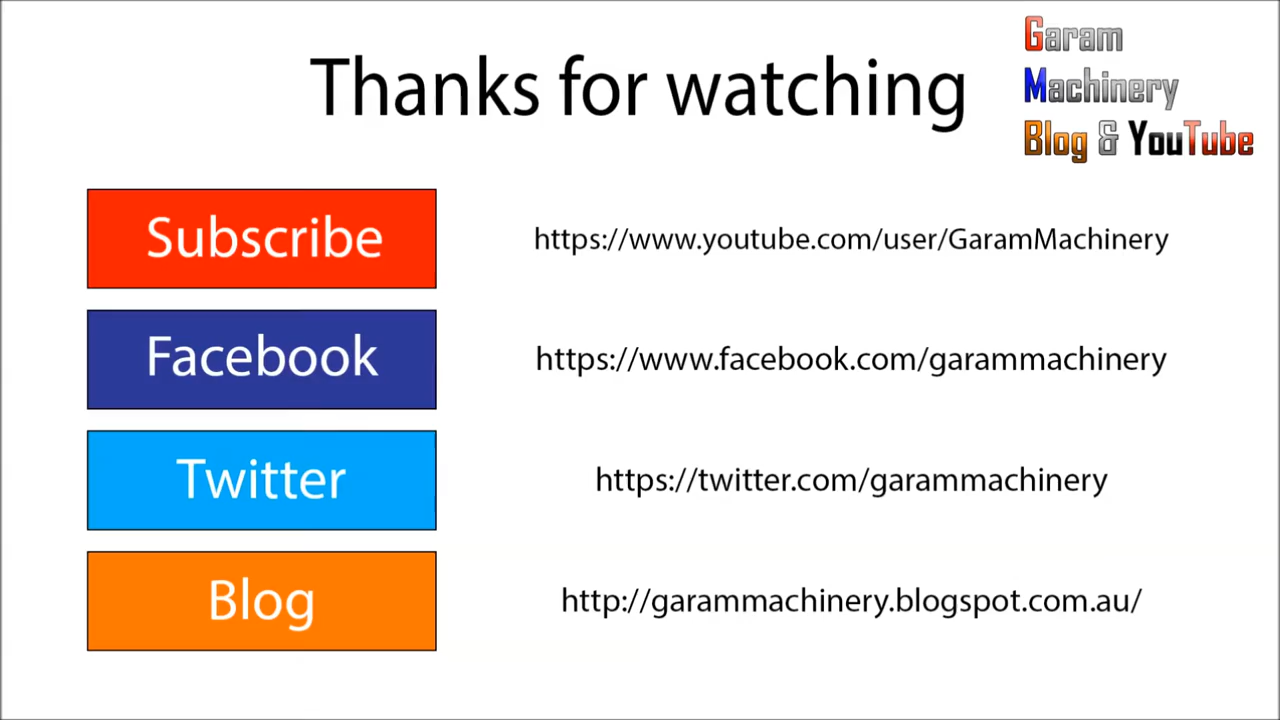 Thanks for watching
Garam
Machinery
Blog & YouTube
Subscribe
https://www.youtube.com/user/GaramMachinery
Facebook
https://www.facebook.com/garammachinery
Twitter
https://twitter.com/garammachinery
Blog
http://garammachinery.blogspot.com.au/